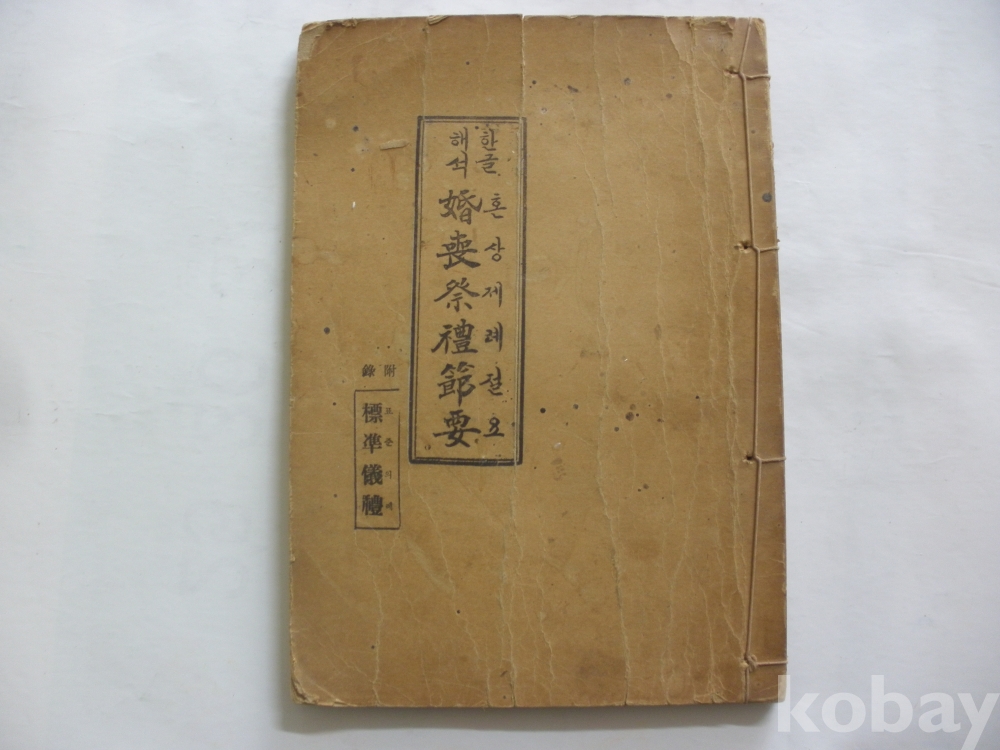 한글
해석
혼상제례절요
婚喪祭禮節要
附錄
표준의례
標準儀禮
kobay